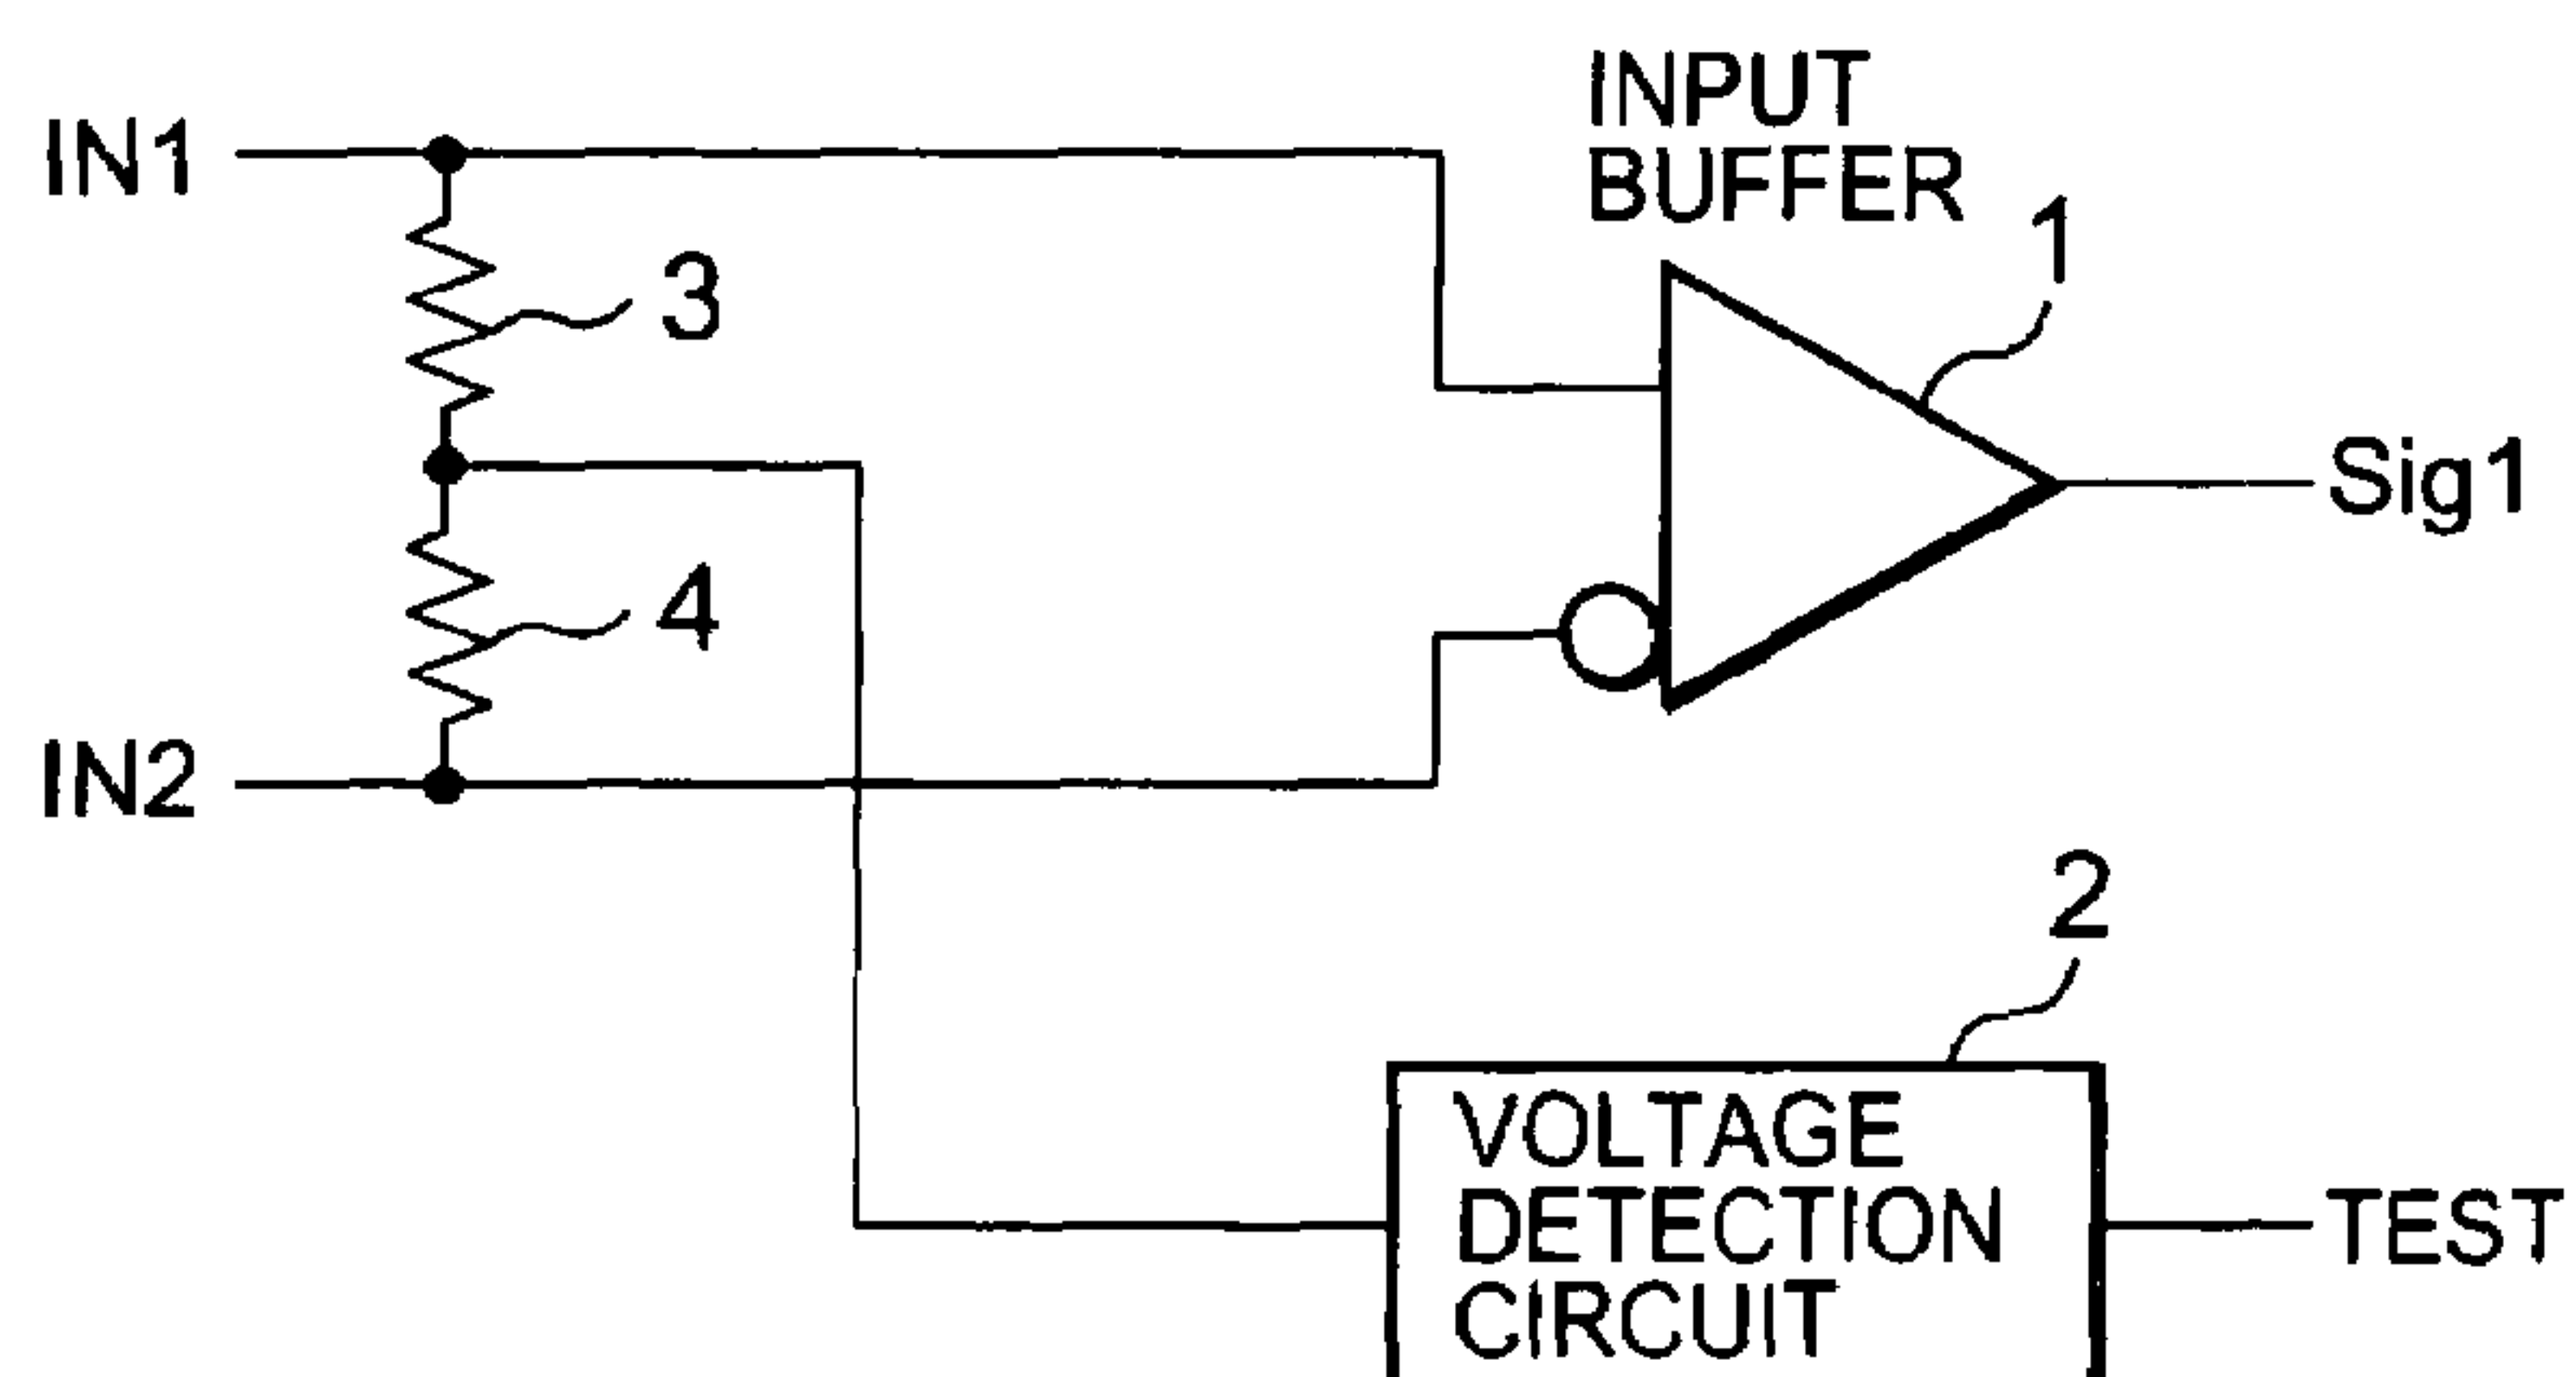 INPUT
BUFFER
IN1
1
3
Sig1
4
IN2
2
VOLTAGE
DETECTION
CIRCUIT
TEST